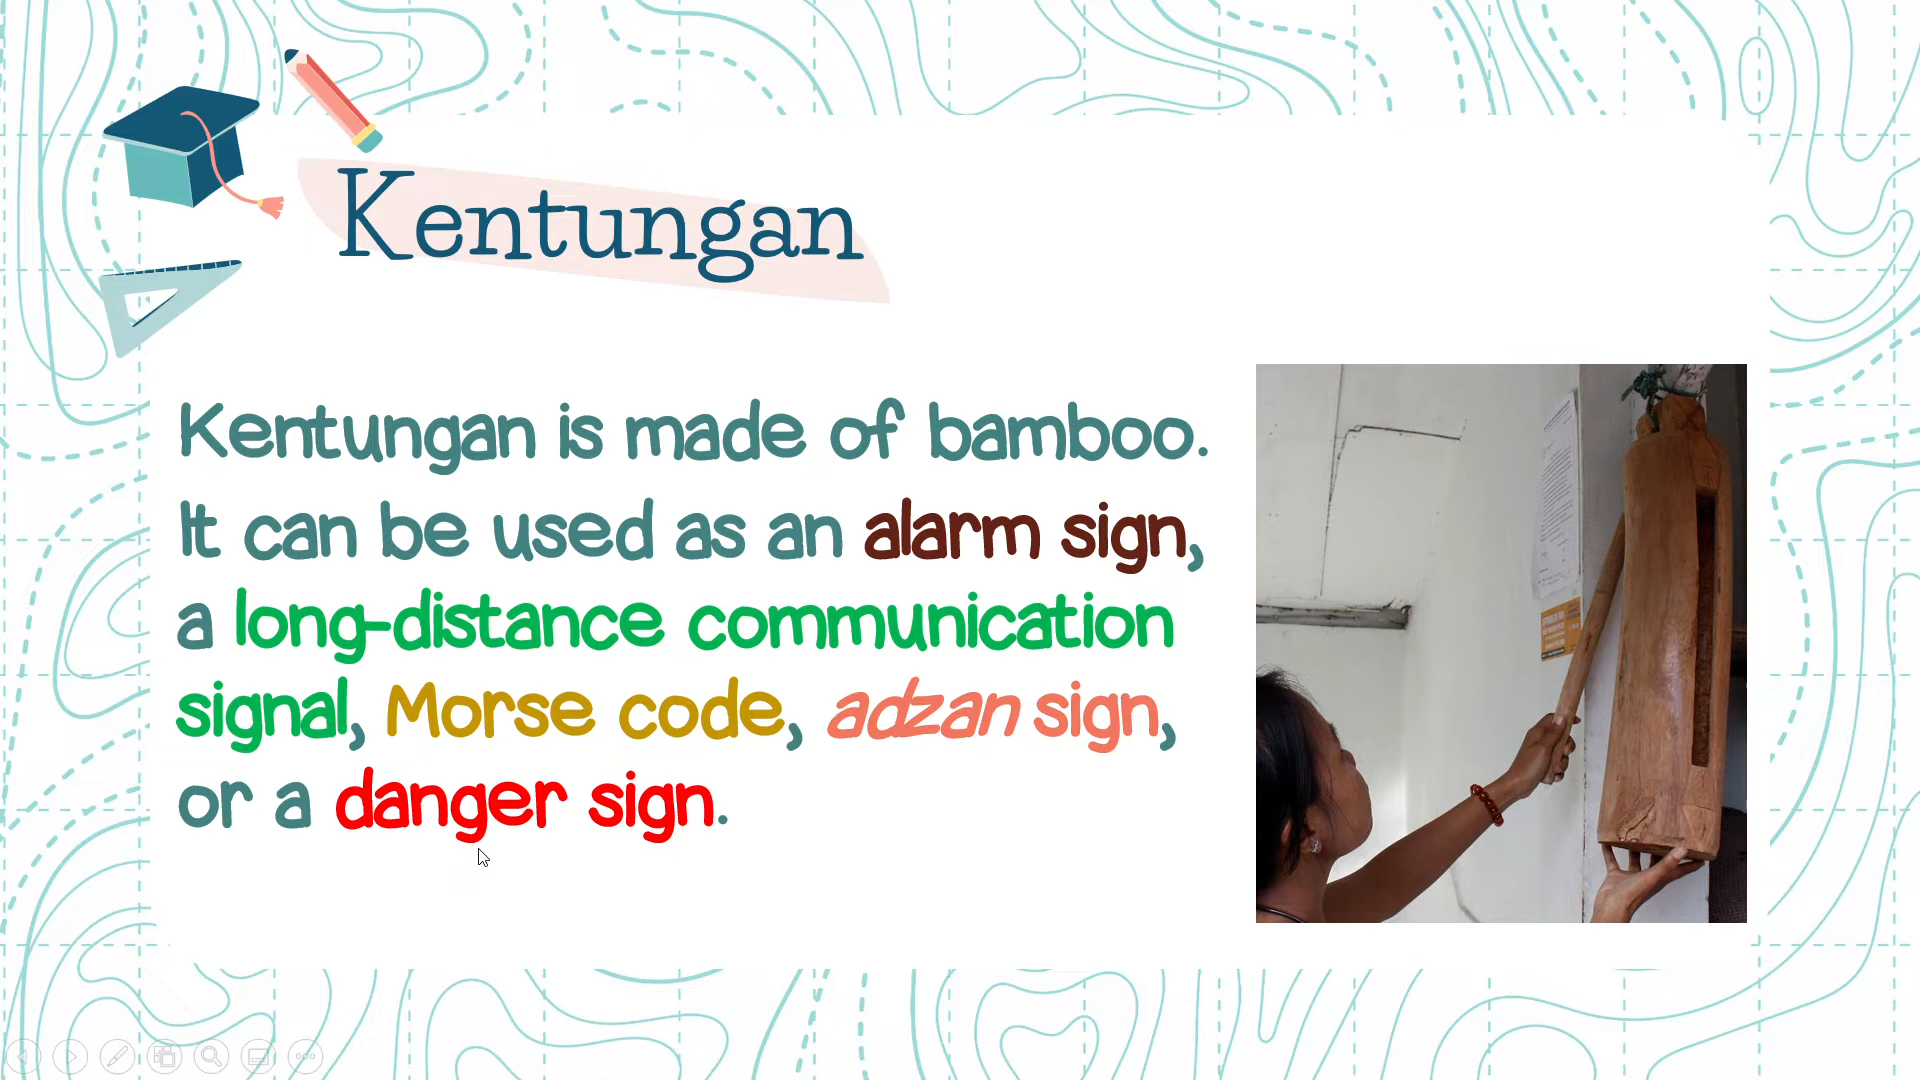 Kentungan
Kentungan is made of bamboo.
It can be used as an alarm sign,
a long-distance communication
signal, Morse code, adzan sign,
or a danger sign.